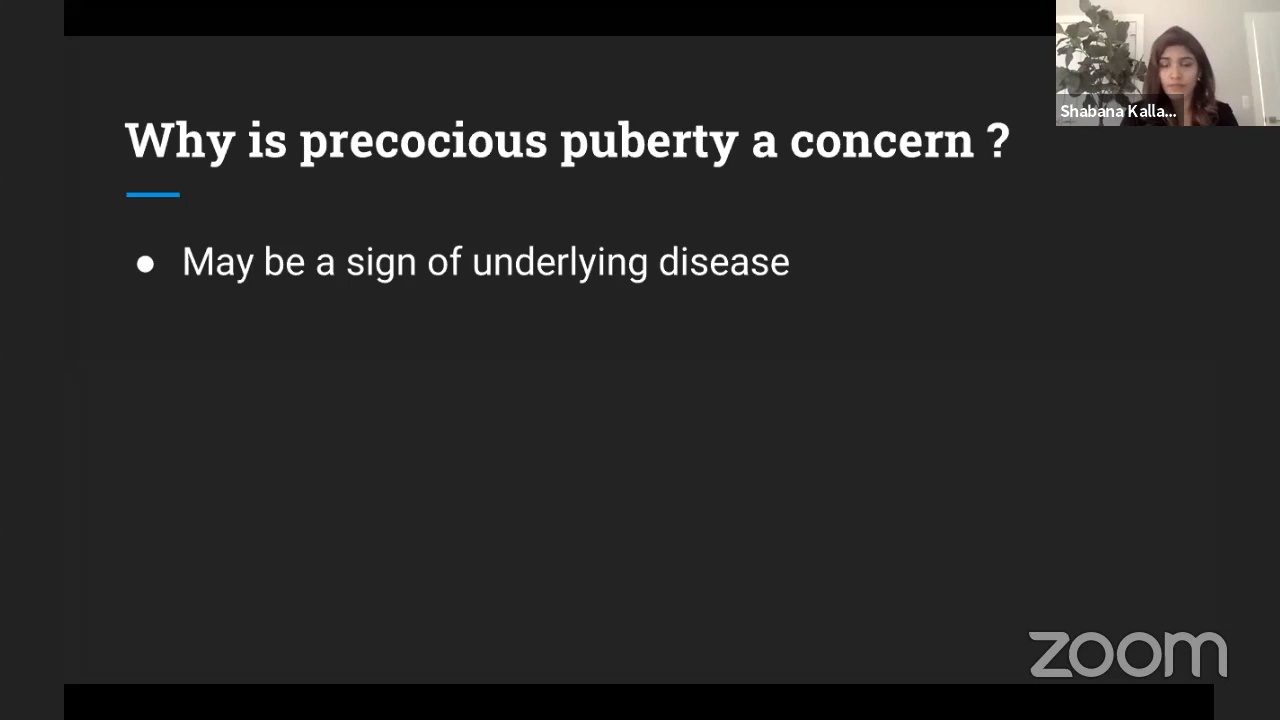 Shabana Kalla...
Why is precocious puberty a concern ?
● May be a sign of underlying disease
zoom